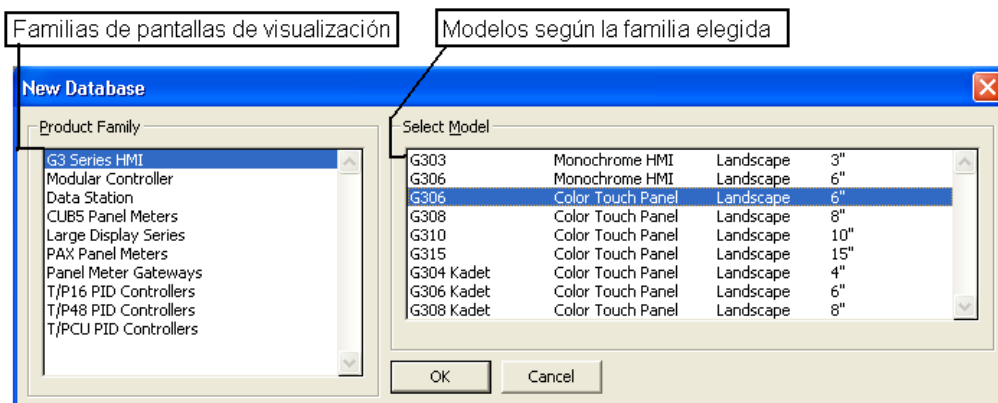 Familias de pantallas de visualización
Modelos según la familia elegida
New Database
Product Family
G3 Series HMI
Modular Controller
Data Station
CUB5 Panel Meters
Large Display Series
PAX Panel Meters
Panel Meter Gateways
T/P16 PID Controllers
T/P48 PID Controllers
T/PCU PID Controllers
Select Model
G303 Monochrome HMI Landscape 3"
G306 Monochrome HMI Landscape 6"
G306 Color Touch Panel Landscape 6"
G308 Color Touch Panel Landscape 8"
G310 Color Touch Panel Landscape 10"
G315 Color Touch Panel Landscape 15"
G304 Kadet Color Touch Panel Landscape 4"
G306 Kadet Color Touch Panel Landscape 6"
G308 Kadet Color Touch Panel Landscape 8"
OK
Cancel